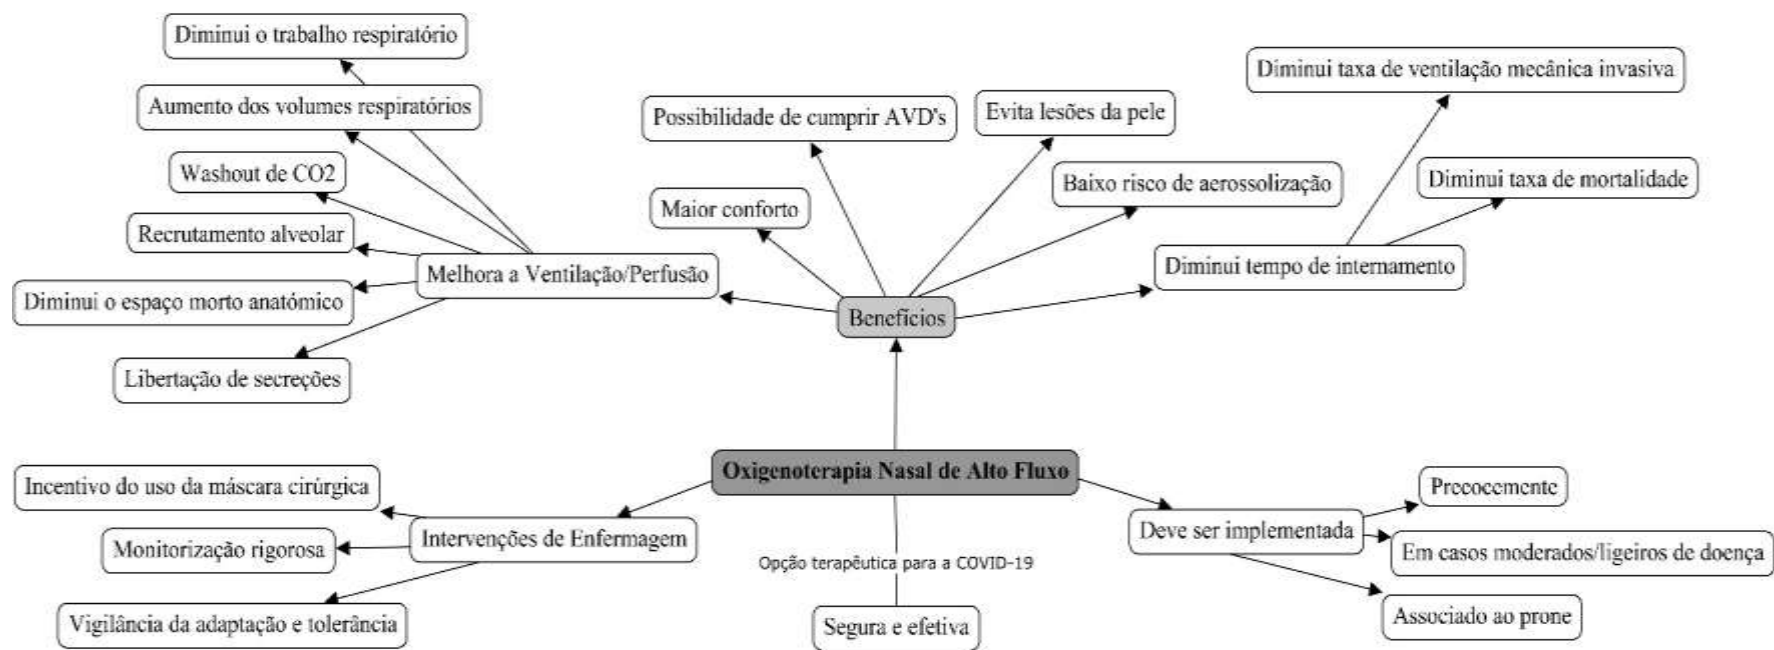 Diminui o trabalho respiratório
Aumento dos volumes respiratórios
Washout de CO2
Recrutamento alveolar
Diminui o espaço morto anatómico
Libertação de secreções
Melhora a Ventilação/Perfusão
Maior conforto
Possibilidade de cumprir AVD's
Evita lesões da pele
Baixo risco de aerossolização
Diminui taxa de ventilação mecânica invasiva
Diminui taxa de mortalidade
Diminui tempo de internamento
Benefícios
Oxigenoterapia Nasal de Alto Fluxo
Incentivo do uso da máscara cirúrgica
Monitorização rigorosa
Vigilância da adaptação e tolerância
Intervenções de Enfermagem
Opção terapêutica para a COVID-19
Segura e efetiva
Deve ser implementada
Precocemente
Em casos moderados/ligeiros de doença
Associado ao prone